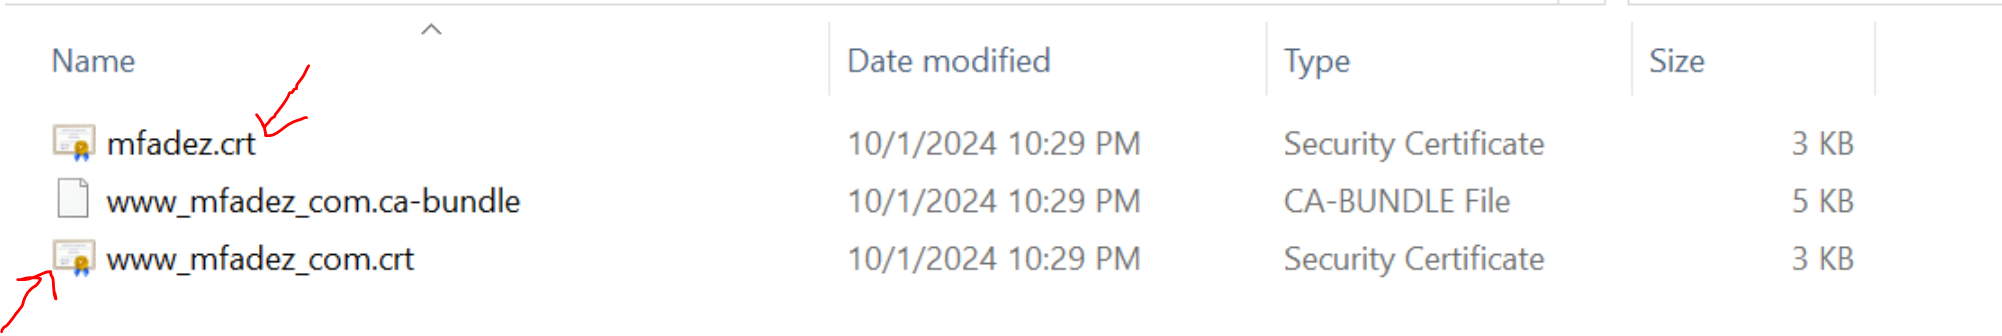 Name Date modified Type Size
mfadez.crt 10/1/2024 10:29 PM Security Certificate 3 KB
www_mfadez_com.ca-bundle 10/1/2024 10:29 PM CA-BUNDLE File 5 KB
www_mfadez_com.crt 10/1/2024 10:29 PM Security Certificate 3 KB